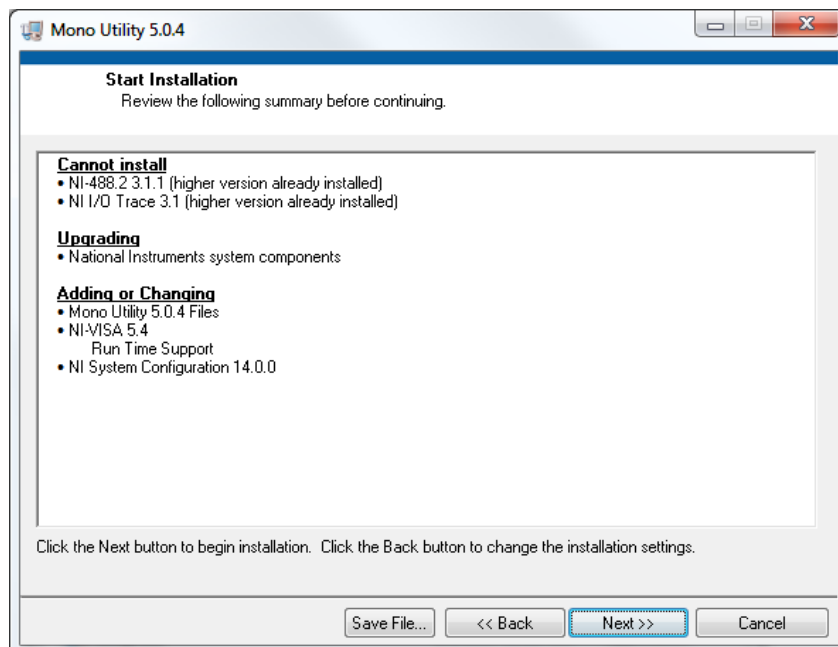 Mono Utility 5.0.4
Start Installation
Review the following summary before continuing.
Cannot install
• NI-488.2 3.1.1 (higher version already installed)
• NI I/O Trace 3.1 (higher version already installed)
Upgrading
• National Instruments system components
Adding or Changing
• Mono Utility 5.0.4 Files
• NI-VISA 5.4
Run Time Support
• NI System Configuration 14.0.0
Click the Next button to begin installation.  Click the Back button to change the installation settings.
Save File... << Back Next >> Cancel